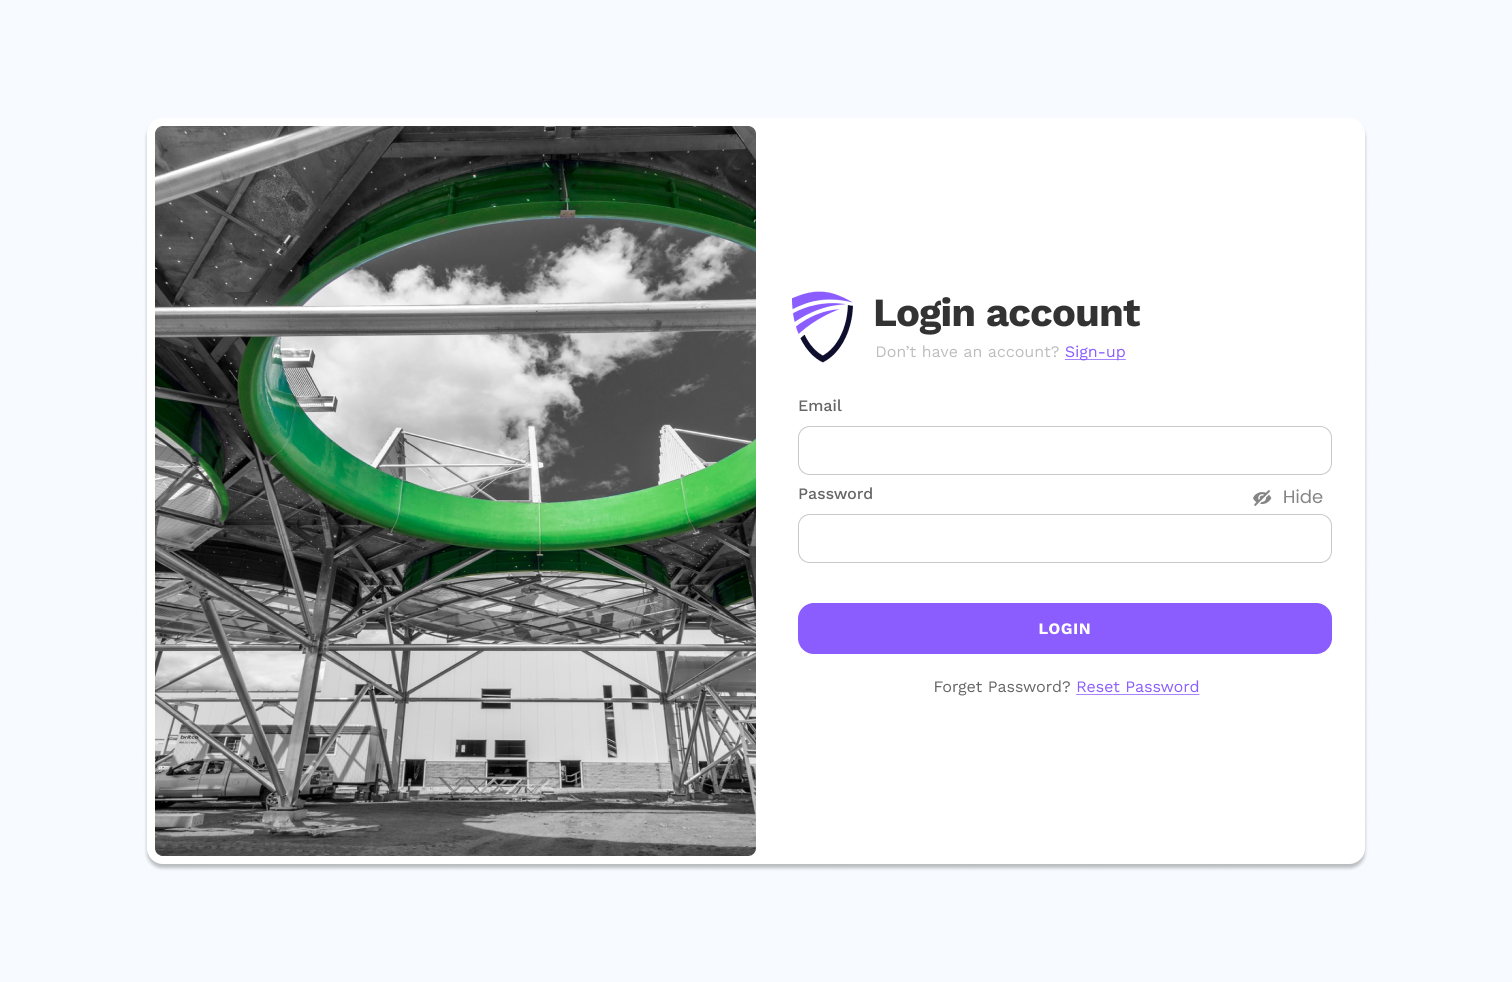 Login account
Don't have an account? Sign-up
Email
Password
Hide
LOGIN
Forget Password? Reset Password